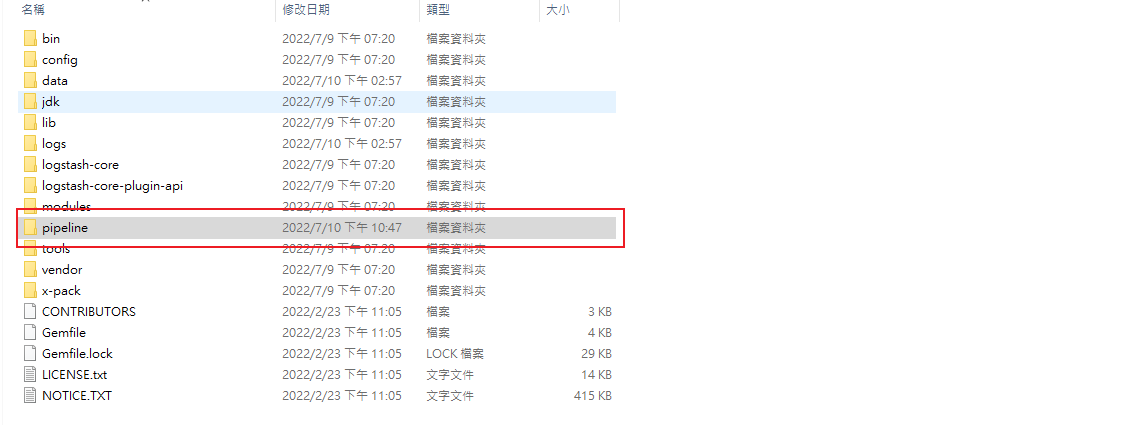 名稱 修改日期 類型 大小
bin 2022/7/9 下午 07:20 檔案資料夾
config 2022/7/9 下午 07:20 檔案資料夾
data 2022/7/10 下午 02:57 檔案資料夾
jdk 2022/7/9 下午 07:20 檔案資料夾
lib 2022/7/9 下午 07:20 檔案資料夾
logs 2022/7/10 下午 02:57 檔案資料夾
logstash-core 2022/7/9 下午 07:20 檔案資料夾
logstash-core-plugin-api 2022/7/9 下午 07:20 檔案資料夾
modules 2022/7/9 下午 07:20 檔案資料夾
pipeline 2022/7/10 下午 10:47 檔案資料夾
tools 2022/7/9 下午 07:20 檔案資料夾
vendor 2022/7/9 下午 07:20 檔案資料夾
x-pack 2022/7/9 下午 07:20 檔案資料夾
CONTRIBUTORS 2022/2/23 下午 11:05 檔案 3 KB
Gemfile 2022/2/23 下午 11:05 檔案 4 KB
Gemfile.lock 2022/2/23 下午 11:05 LOCK 檔案 29 KB
LICENSE.txt 2022/2/23 下午 11:05 文字文件 14 KB
NOTICE.TXT 2022/2/23 下午 11:05 文字文件 415 KB